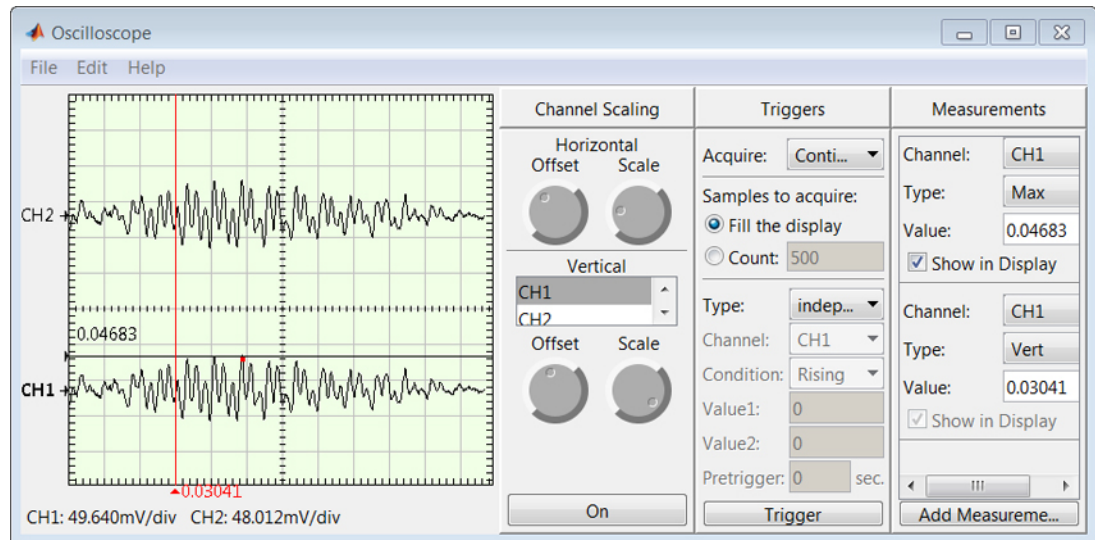 Oscilloscope
File Edit Help
CH2
0.04683
CH1
0.03041
CH1: 49.640mV/div CH2: 48.012mV/div
Channel Scaling
Horizontal
Offset Scale
Vertical
CH1
CH2
Offset Scale
On
Triggers
Acquire: Conti...
Samples to acquire:
Fill the display
Count: 500
Type: indep...
Channel: CH1
Condition: Rising
Value1: 0
Value2: 0
Pretrigger: 0 sec.
Trigger
Measurements
Channel: CH1
Type: Max
Value: 0.04683
Show in Display
Channel: CH1
Type: Vert
Value: 0.03041
Show in Display
Add Measureme...